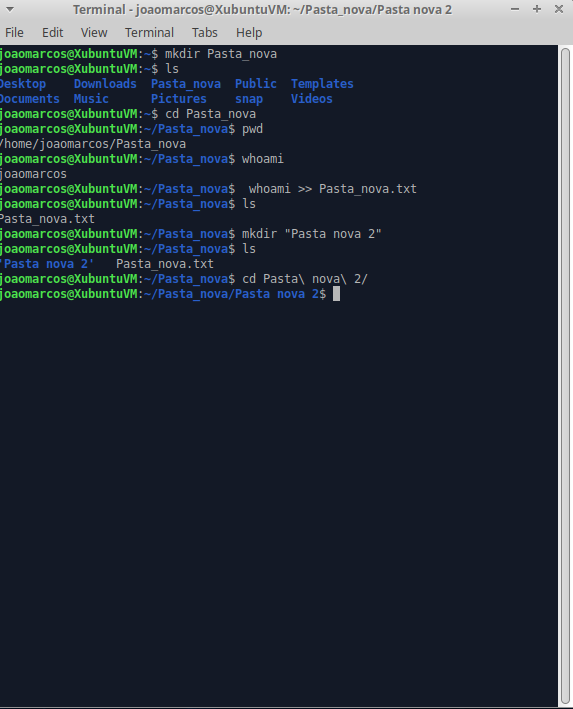 Terminal - joaomarcos@XubuntuVM: ~/Pasta_nova/Pasta nova 2
File Edit View Terminal Tabs Help
joaomarcos@XubuntuVM:~$ mkdir Pasta_nova
joaomarcos@XubuntuVM:~$ ls
Desktop Downloads Pasta_nova Public Templates
Documents Music Pictures snap Videos
joaomarcos@XubuntuVM:~$ cd Pasta_nova
joaomarcos@XubuntuVM:~/Pasta_nova$ pwd
/home/joaomarcos/Pasta_nova
joaomarcos@XubuntuVM:~/Pasta_nova$ whoami
joaomarcos
joaomarcos@XubuntuVM:~/Pasta_nova$  whoami >> Pasta_nova.txt
joaomarcos@XubuntuVM:~/Pasta_nova$ ls
Pasta_nova.txt
joaomarcos@XubuntuVM:~/Pasta_nova$ mkdir "Pasta nova 2"
joaomarcos@XubuntuVM:~/Pasta_nova$ ls
'Pasta nova 2'   Pasta_nova.txt
joaomarcos@XubuntuVM:~/Pasta_nova$ cd Pasta\ nova\ 2/
joaomarcos@XubuntuVM:~/Pasta_nova/Pasta nova 2$